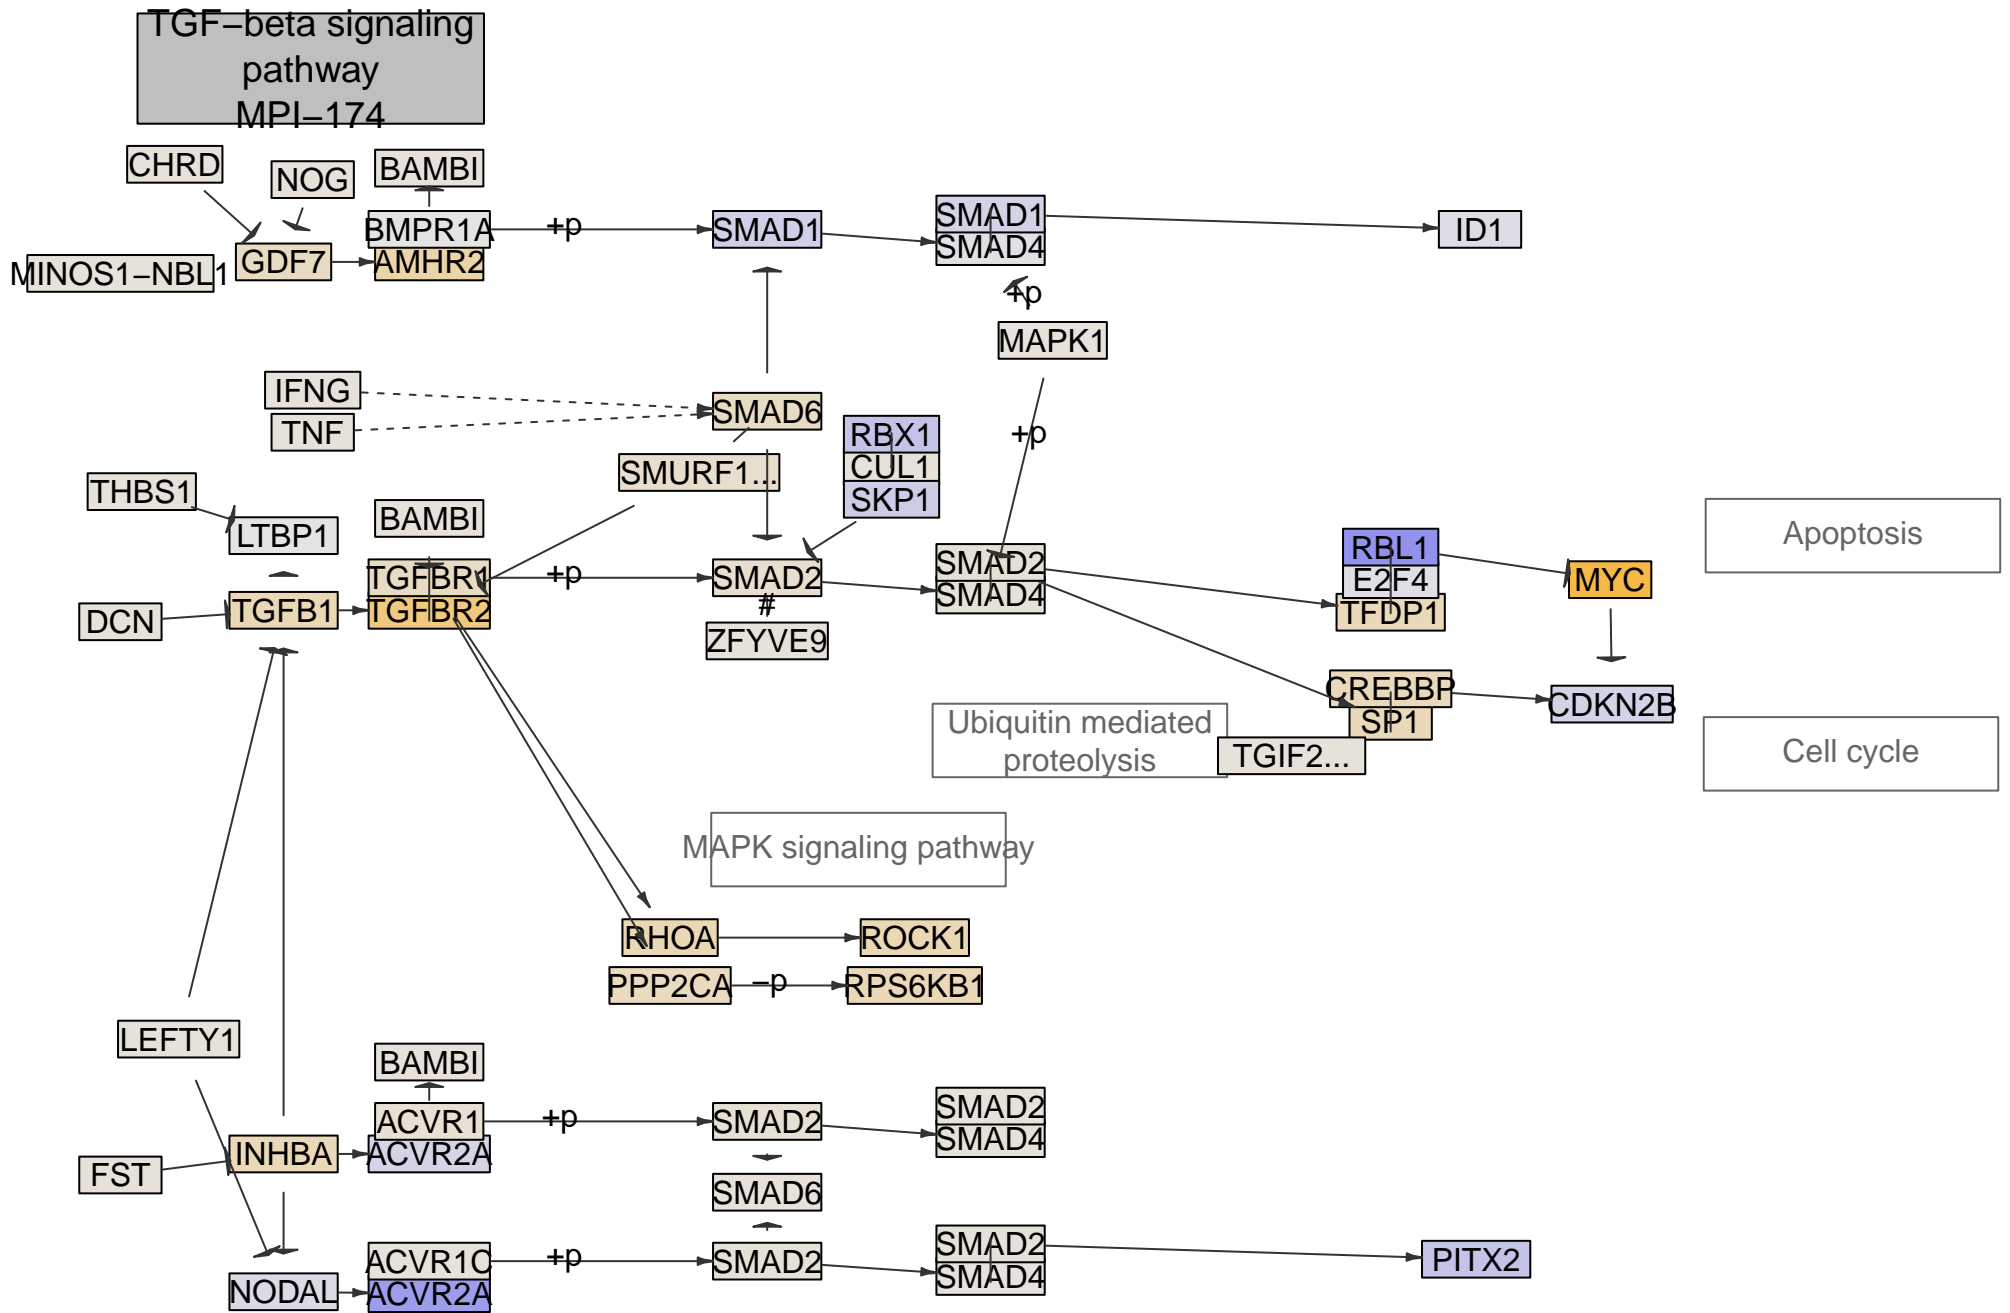 TGF−beta signaling
pathway
MPI−174
CHRD
NOG
BAMBI
BMPR1A
+p
SMAD1
SMAD1
SMAD4
ID1
MINOS1−NBL1
GDF7
AMHR2
+p
MAPK1
IFNG
TNF
SMAD6
+p
RBX1
CUL1
SKP1
SMURF1...
THBS1
LTBP1
BAMBI
TGFBR1
TGFBR2
+p
SMAD2
#
ZFYVE9
SMAD2
SMAD4
RBL1
E2F4
TFDP1
MYC
Apoptosis
DCN
TGFB1
CREBBP
SP1
TGIF2...
CDKN2B
Ubiquitin mediated
proteolysis
Cell cycle
MAPK signaling pathway
RHOA
ROCK1
PPP2CA
−p
RPS6KB1
LEFTY1
BAMBI
ACVR1
ACVR2A
+p
SMAD2
SMAD2
SMAD4
INHBA
FST
SMAD6
ACVR1C
ACVR2A
+p
SMAD2
SMAD2
SMAD4
PITX2
NODAL